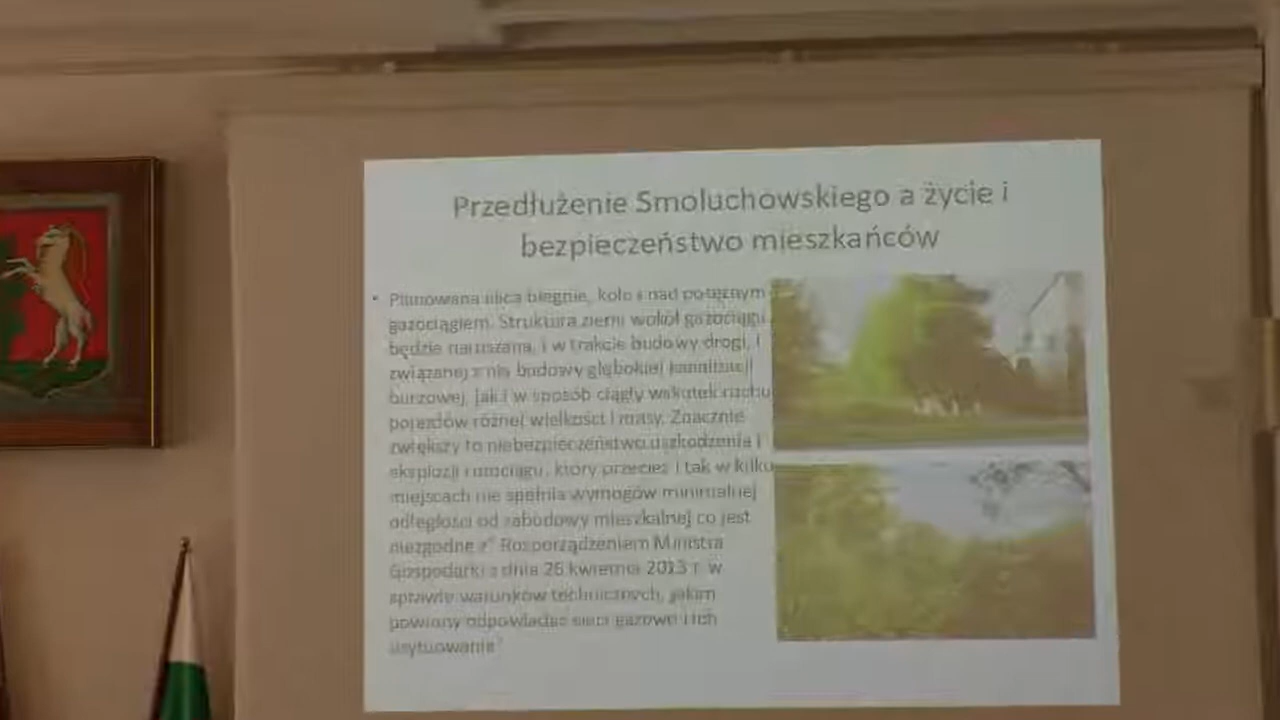 Przedłużenie Smoluchowskiego a życie i
bezpieczeństwo mieszkańców
• Planowana ulica biegnie, koło i nad potężnym
gazociągiem. Struktura ziemi wokół gazociągu
będzie naruszana, i w trakcie budowy drogi, i
związanej z nią budowy głębokiej kanalizacji
burzowej, jak i w sposób ciągły wskutek ruchu
pojazdów różnej wielkości i masy. Znacznie
zwiększy to niebezpieczeństwo uszkodzenia i
eksplozji rurociągu, który przecież i tak w kilku
miejscach nie spełnia wymogów minimalnej
odległości od zabudowy mieszkalnej co jest
niezgodne z" Rozporządzeniem Ministra
Gospodarki z dnia 26 kwietnia 2013 r. w
sprawie warunków technicznych, jakim
powinny odpowiadać sieci gazowe i ich
usytuowanie"